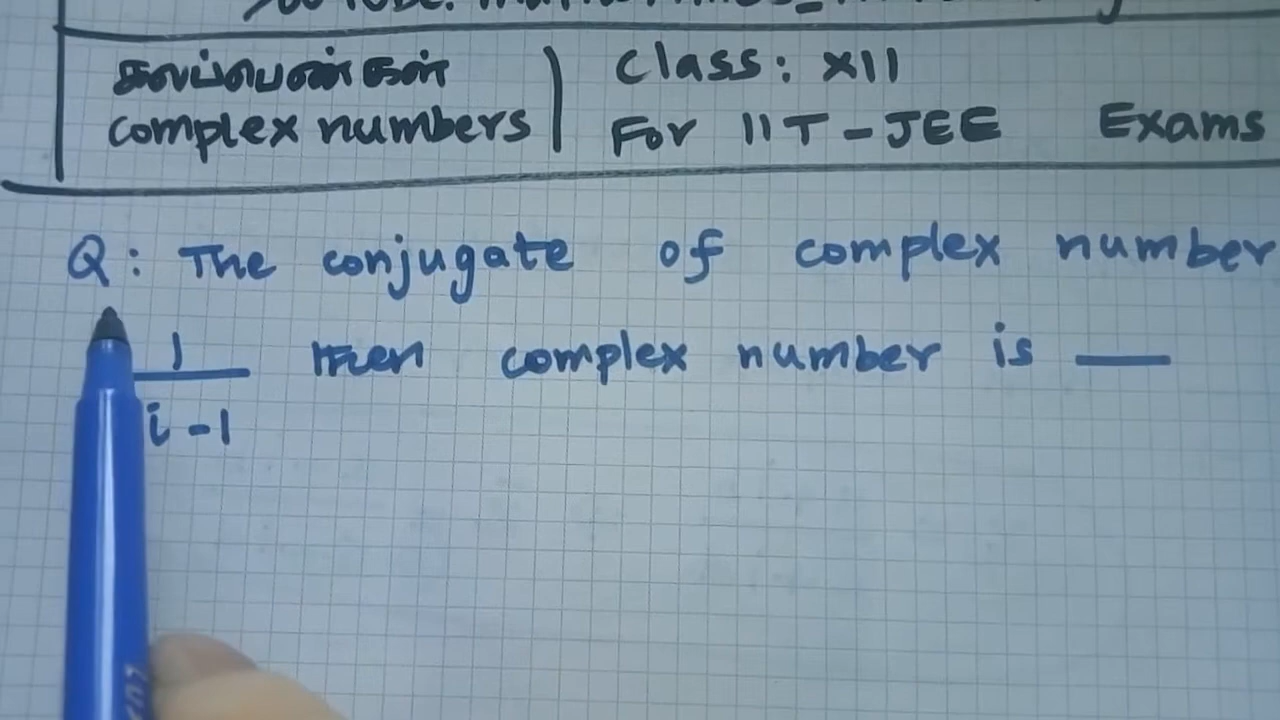 கலப்பெண்கள்
complex numbers
Class: XII
For IIT-JEE Exams
Q: The conjugate of complex number
1/i-1 then complex number is ___